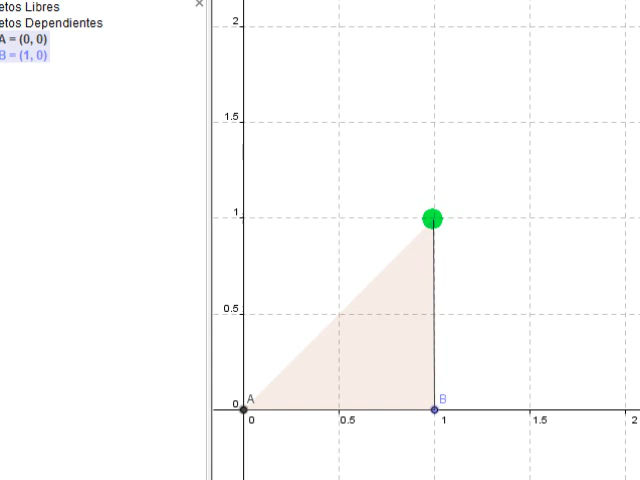 etos Libres
etos Dependientes
A = (0, 0)
B = (1, 0)
2
1.5
1
0.5
0
A
B
0
0.5
1
1.5
2